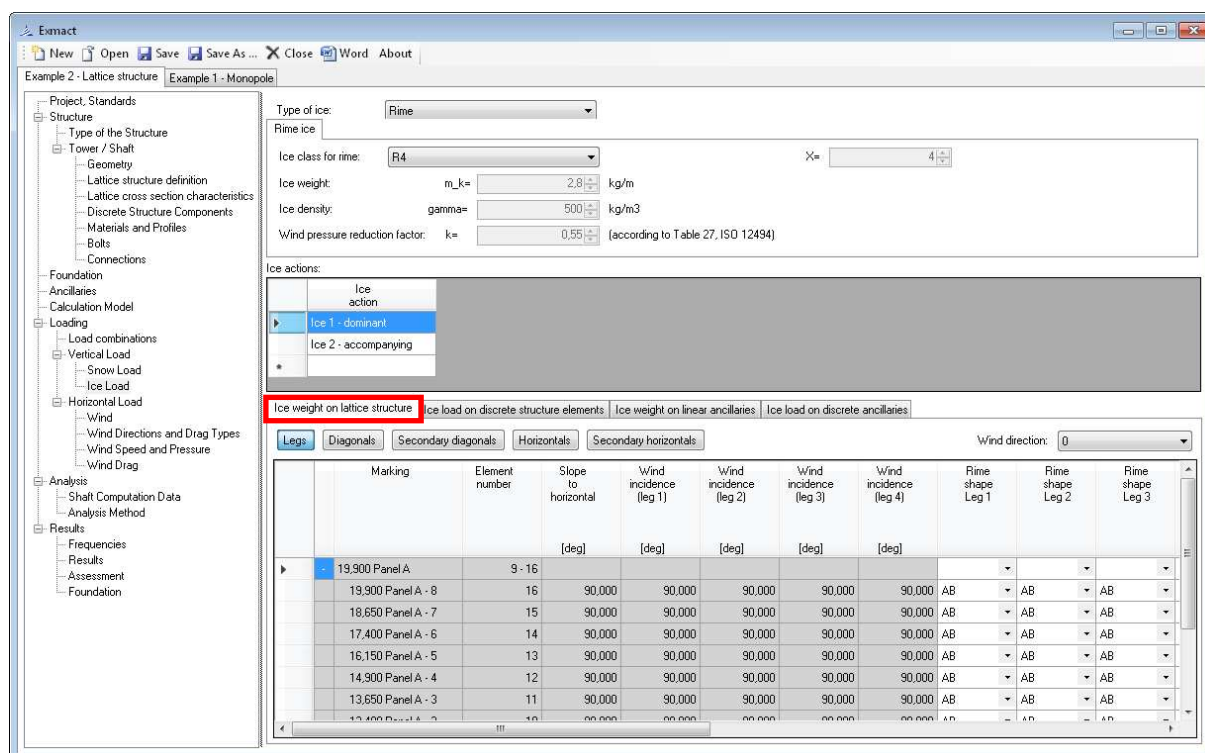 Exmact
New Open Save Save As ... Close Word About
Example 2 - Lattice structure Example 1 - Monopole
Project, Standards
Structure
Type of the Structure
Tower / Shaft
Geometry
Lattice structure definition
Lattice cross section characteristics
Discrete Structure Components
Materials and Profiles
Bolts
Connections
Foundation
Ancillaries
Calculation Model
Loading
Load combinations
Vertical Load
Snow Load
Ice Load
Horizontal Load
Wind
Wind Directions and Drag Types
Wind Speed and Pressure
Wind Drag
Analysis
Shaft Computation Data
Analysis Method
Results
Frequencies
Results
Assessment
Foundation
Type of ice: Rime
Rime ice
Ice class for rime: R4 X= 4
Ice weight: m_k= 2,8 kg/m
Ice density: gamma= 500 kg/m3
Wind pressure reduction factor: k= 0,55 (according to Table 27, ISO 12494)
Ice actions:
Ice
action
Ice 1 - dominant
Ice 2 - accompanying
Ice weight on lattice structure Ice load on discrete structure elements Ice weight on linear ancillaries Ice load on discrete ancillaries
Legs Diagonals Secondary diagonals Horizontals Secondary horizontals Wind direction: 0
Marking Element Slope Wind Wind Wind Wind Rime Rime Rime
number to incidence incidence incidence incidence shape shape shape
horizontal (leg 1) (leg 2) (leg 3) (leg 4) Leg 1 Leg 2 Leg 3
[deg] [deg] [deg] [deg] [deg]
- 19,900 Panel A 9 - 16
19,900 Panel A - 8 16 90,000 90,000 90,000 90,000 90,000 AB AB AB
18,650 Panel A - 7 15 90,000 90,000 90,000 90,000 90,000 AB AB AB
17,400 Panel A - 6 14 90,000 90,000 90,000 90,000 90,000 AB AB AB
16,150 Panel A - 5 13 90,000 90,000 90,000 90,000 90,000 AB AB AB
14,900 Panel A - 4 12 90,000 90,000 90,000 90,000 90,000 AB AB AB
13,650 Panel A - 3 11 90,000 90,000 90,000 90,000 90,000 AB AB AB